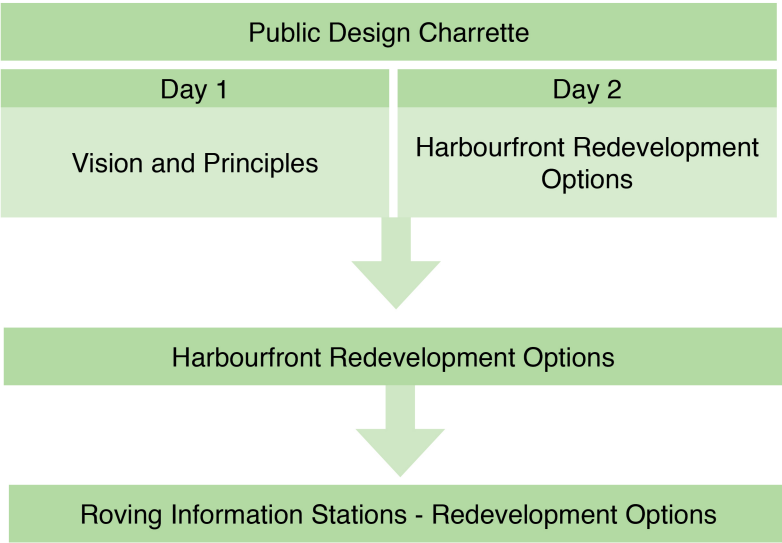 Public Design Charrette
Day 1
Day 2
Vision and Principles
Harbourfront Redevelopment
Options
Harbourfront Redevelopment Options
Roving Information Stations - Redevelopment Options